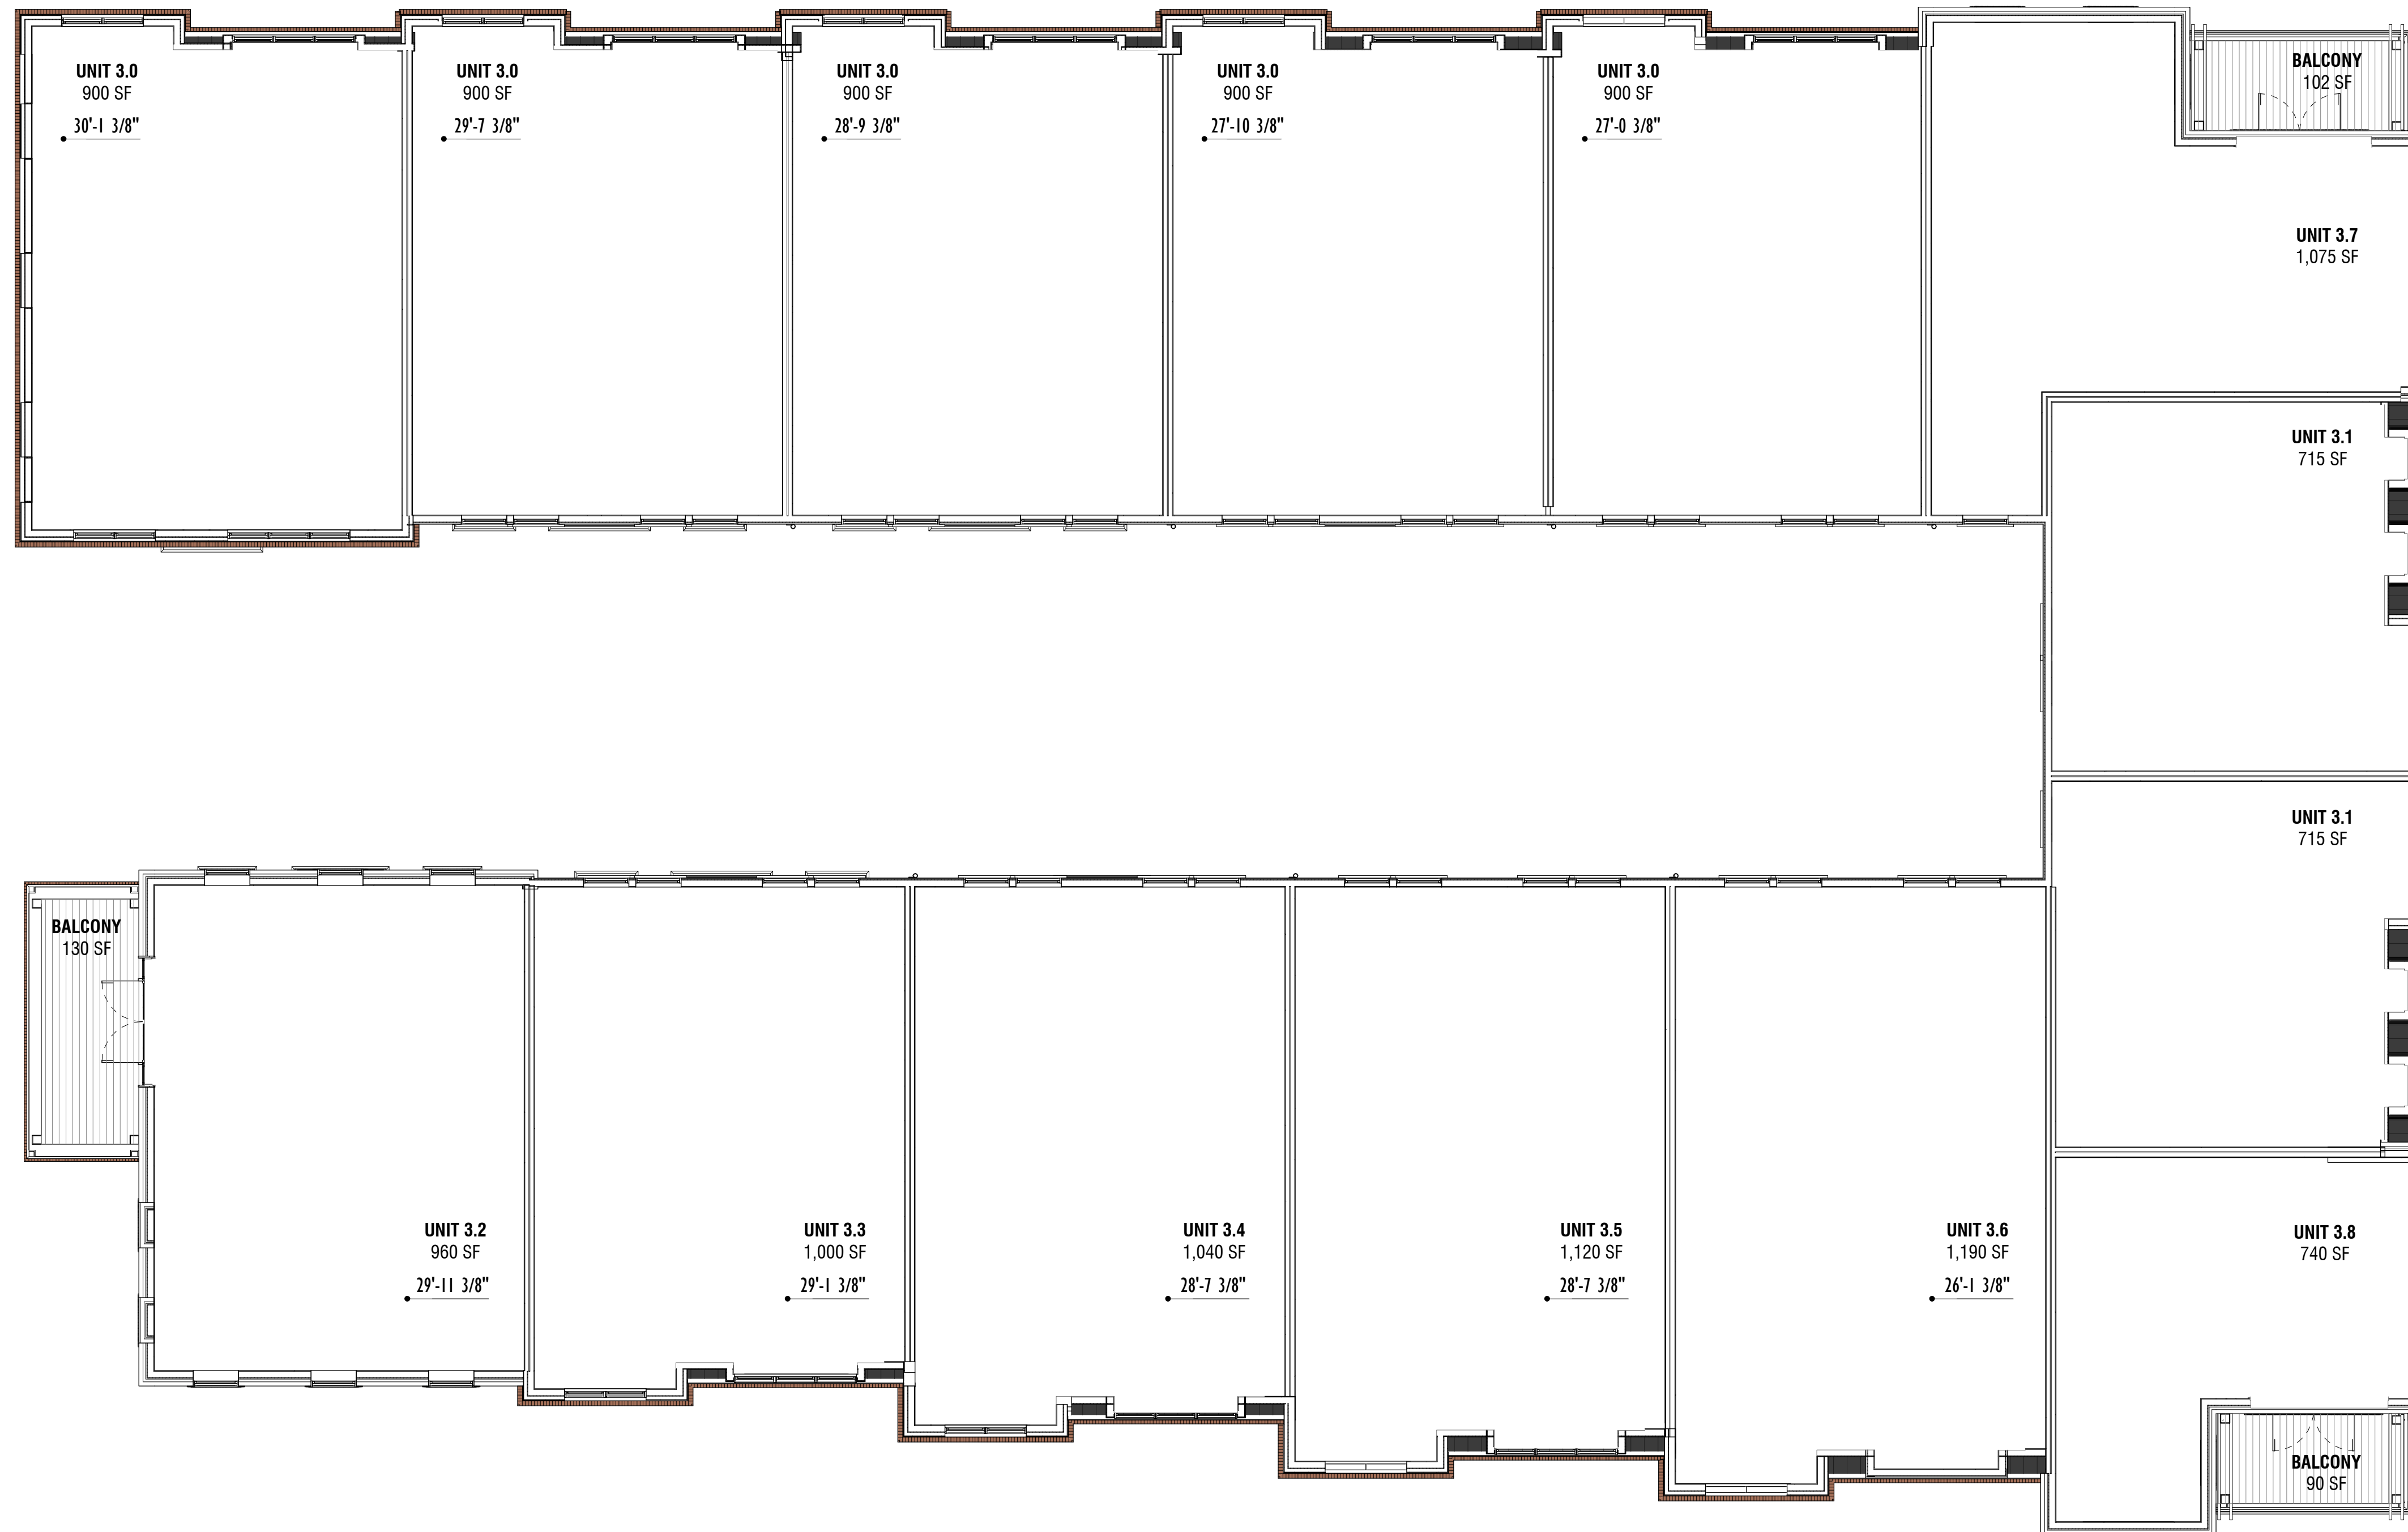 UNIT 3.0
900 SF
30'-1 3/8"
UNIT 3.0
900 SF
29'-7 3/8"
UNIT 3.0
900 SF
28'-9 3/8"
UNIT 3.0
900 SF
27'-10 3/8"
UNIT 3.0
900 SF
27'-0 3/8"
BALCONY
102 SF
UNIT 3.7
1,075 SF
UNIT 3.1
715 SF
UNIT 3.1
715 SF
BALCONY
130 SF
UNIT 3.2
960 SF
29'-11 3/8"
UNIT 3.3
1,000 SF
29'-1 3/8"
UNIT 3.4
1,040 SF
28'-7 3/8"
UNIT 3.5
1,120 SF
28'-7 3/8"
UNIT 3.6
1,190 SF
26'-1 3/8"
UNIT 3.8
740 SF
BALCONY
90 SF